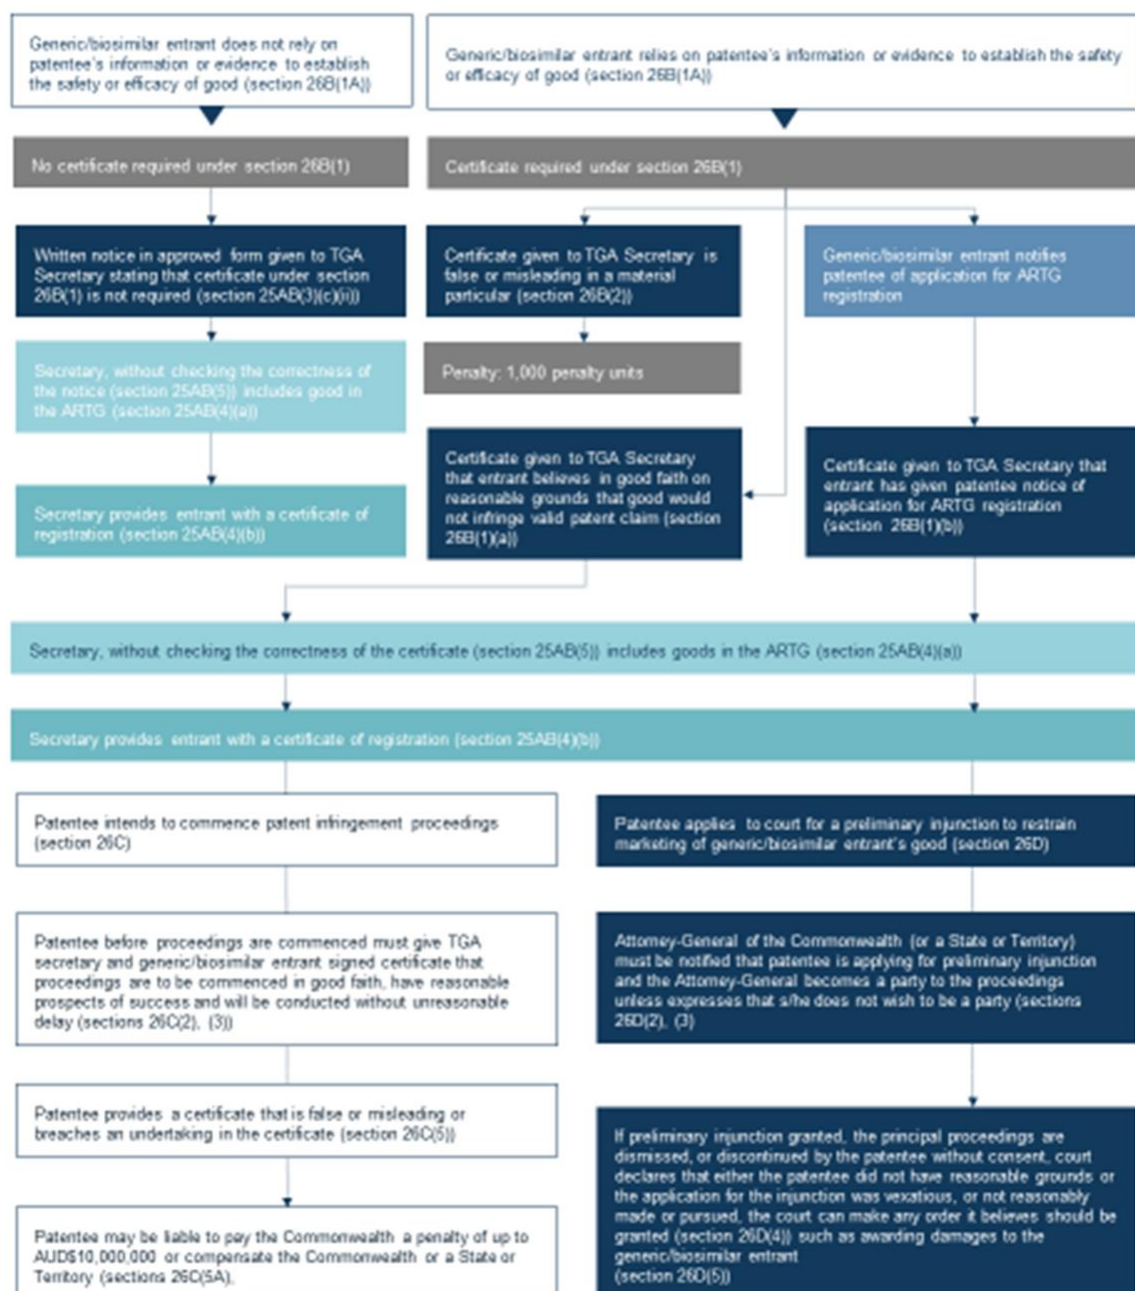 Generic/biosimilar entrant does not rely on
patentee's information or evidence to establish
the safety or efficacy of good (section 26B(1A))
Generic/biosimilar entrant relies on patentee's information or evidence to establish the safety
or efficacy of good (section 26B(1A))
No certificate required under section 26B(1)
Certificate required under section 26B(1)
Written notice in approved form given to TGA
Secretary stating that certificate under section
26B(1) is not required (section 25AB(3)(c)(ii))
Certificate given to TGA Secretary is
false or misleading in a material
particular (section 26B(2))
Generic/biosimilar entrant notifies
patentee of application for ARTG
registration
Secretary, without checking the correctness of
the notice (section 25AB(5)) includes good in
the ARTG (section 25AB(4)(a))
Penalty: 1,000 penalty units
Certificate given to TGA Secretary
that entrant believes in good faith on
reasonable grounds that good would
not infringe valid patent claim (section
26B(1)(a))
Certificate given to TGA Secretary that
entrant has given patentee notice of
application for ARTG registration
(section 26B(1)(b))
Secretary provides entrant with a certificate of
registration (section 25AB(4)(b))
Secretary, without checking the correctness of the certificate (section 25AB(5)) includes goods in the ARTG (section 25AB(4)(a))
Secretary provides entrant with a certificate of registration (section 25AB(4)(b))
Patentee intends to commence patent infringement proceedings
(section 26C)
Patentee applies to court for a preliminary injunction to restrain
marketing of generic/biosimilar entrant's good (section 26D)
Patentee before proceedings are commenced must give TGA
secretary and generic/biosimilar entrant signed certificate that
proceedings are to be commenced in good faith, have reasonable
prospects of success and will be conducted without unreasonable
delay (sections 26C(2), (3))
Attorney-General of the Commonwealth (or a State or Territory)
must be notified that patentee is applying for preliminary injunction
and the Attorney-General becomes a party to the proceedings
unless expresses that s/he does not wish to be a party (sections
26D(2), (3)
Patentee provides a certificate that is false or misleading or
breaches an undertaking in the certificate (section 26C(5))
If preliminary injunction granted, the principal proceedings are
dismissed, or discontinued by the patentee without consent, court
declares that either the patentee did not have reasonable grounds or
the application for the injunction was vexatious, or not reasonably
made or pursued, the court can make any order it believes should be
granted (section 26D(4)) such as awarding damages to the
generic/biosimilar entrant
(section 26D(5))
Patentee may be liable to pay the Commonwealth a penalty of up to
AUD$10,000,000 or compensate the Commonwealth or a State or
Territory (sections 26C(5A),